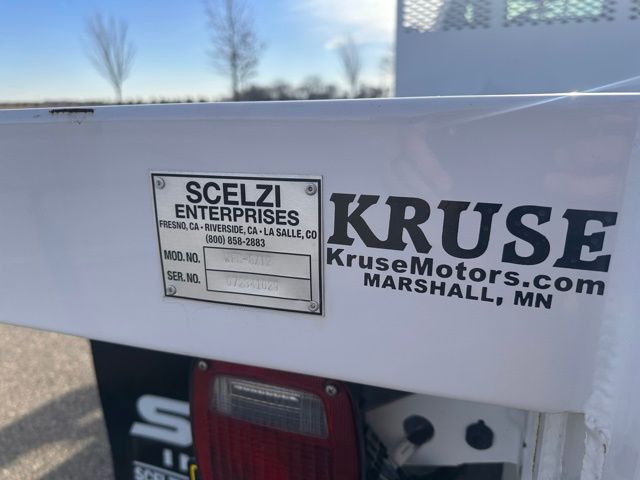 SCELZI
ENTERPRISES
FRESNO, CA • RIVERSIDE, CA • LA SALLE, CO
(800) 858-2883
MOD. NO.
SER. NO.
KRUSE
KruseMotors.com
MARSHALL, MN